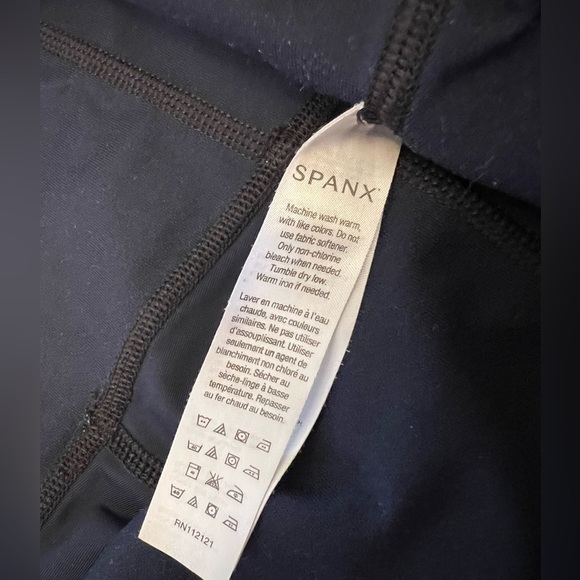 SPANX®
Machine wash warm,
with like colors. Do not
use fabric softener.
Only non-chlorine
bleach when needed.
Tumble dry low.
Warm iron if needed.
Laver en machine à l'eau
chaude, avec couleurs
similaires. Ne pas utiliser
d'assouplissant. Utiliser
seulement un agent de
blanchiment non chloré au
besoin. Sécher au
sèche-linge à basse
température. Repasser
au fer chaud au besoin.
RN112121